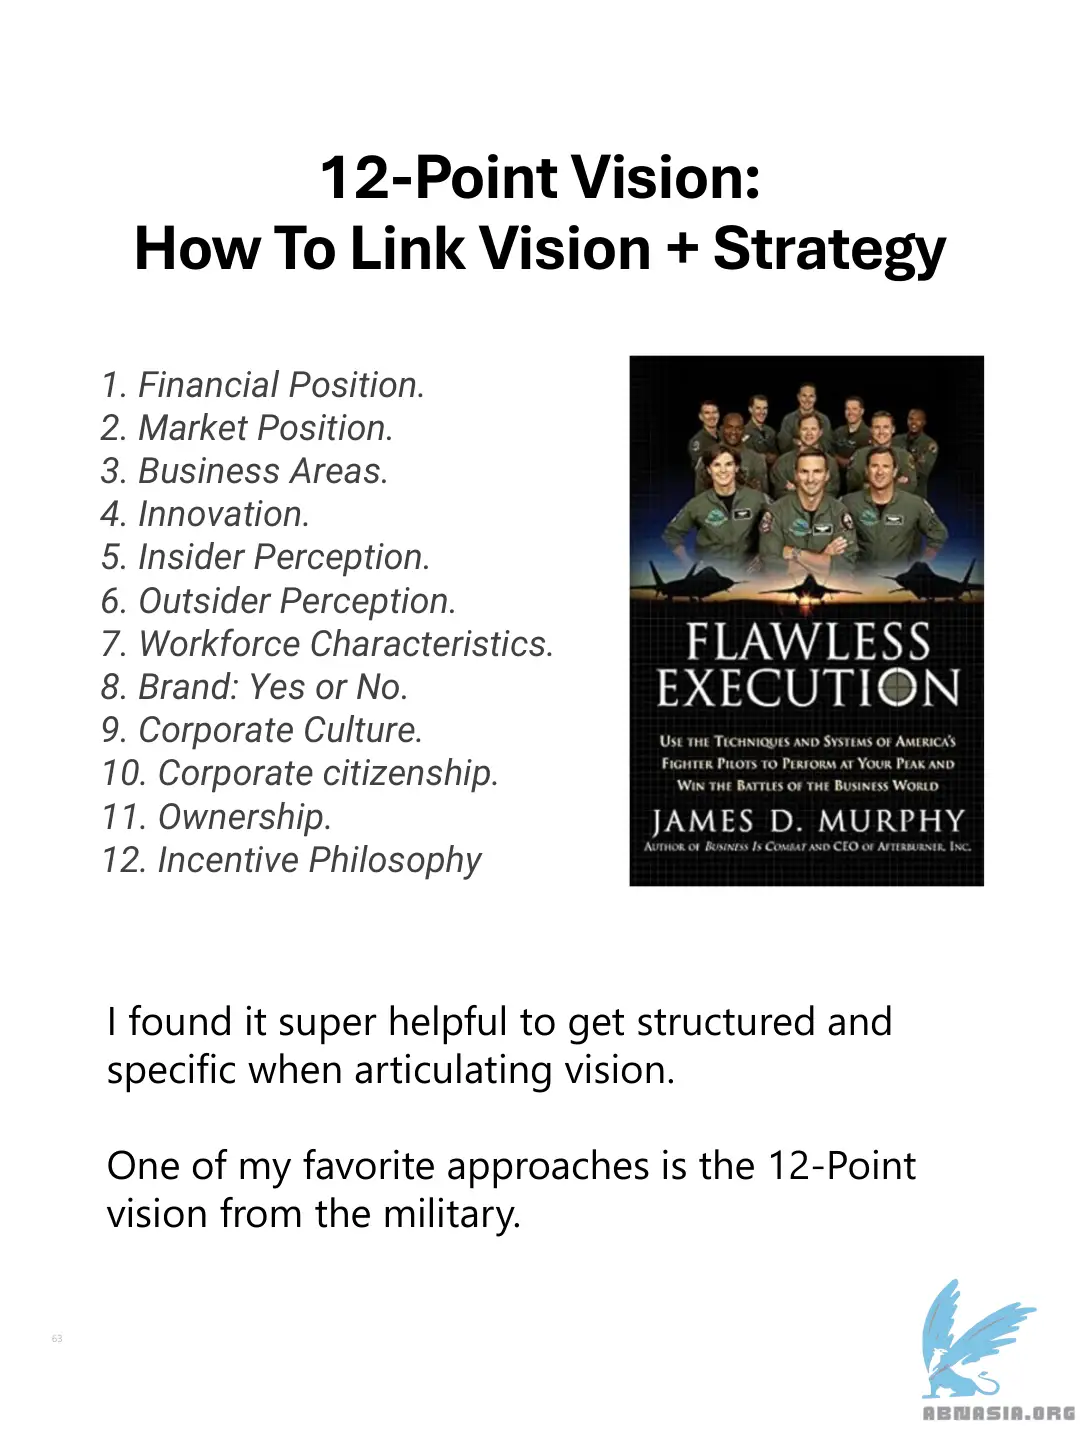 12-Point Vision:
How To Link Vision + Strategy
1. Financial Position.
2. Market Position.
3. Business Areas.
4. Innovation.
5. Insider Perception.
6. Outsider Perception.
7. Workforce Characteristics.
8. Brand: Yes or No.
9. Corporate Culture.
10. Corporate citizenship.
11. Ownership.
12. Incentive Philosophy
FLAWLESS
EXECUTION
USE THE TECHNIQUES AND SYSTEMS OF AMERICA'S
FIGHTER PILOTS TO PERFORM AT YOUR PEAK AND
WIN THE BATTLES OF THE BUSINESS WORLD
JAMES D. MURPHY
AUTHOR OF BUSINESS IS COMBAT AND CEO OF AFTERBURNER, INC.
I found it super helpful to get structured and
specific when articulating vision.
One of my favorite approaches is the 12-Point
vision from the military.
63
ABNASIA.ORG